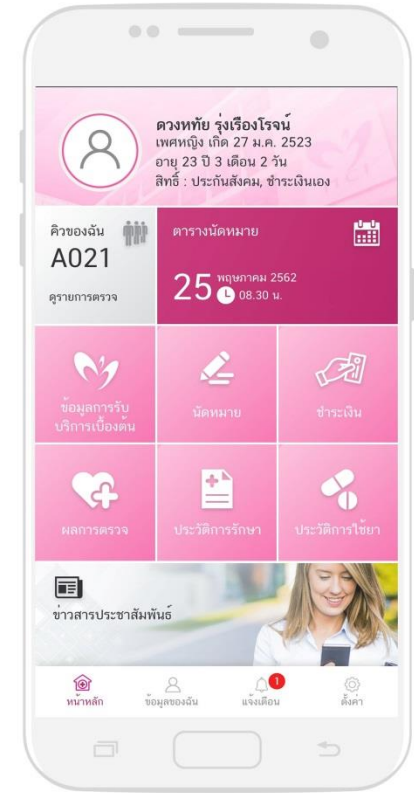 ดวงหทัย รุ่งเรืองโรจน์
เพศหญิง เกิด 27 ม.ค. 2523
อายุ 23 ปี 3 เดือน 2 วัน
สิทธิ์ : ประกันสังคม, ชำระเงินเอง
คิวของฉัน
A021
ดูรายการตรวจ
ตารางนัดหมาย
25 พฤษภาคม 2562
08.30 น.
ข้อมูลการรับ
บริการเบื้องต้น
นัดหมาย
ชำระเงิน
ผลการตรวจ
ประวัติการรักษา
ประวัติการใช้ยา
ข่าวสารประชาสัมพันธ์
1
หน้าหลัก
ข้อมูลของฉัน
แจ้งเตือน
ตั้งค่า